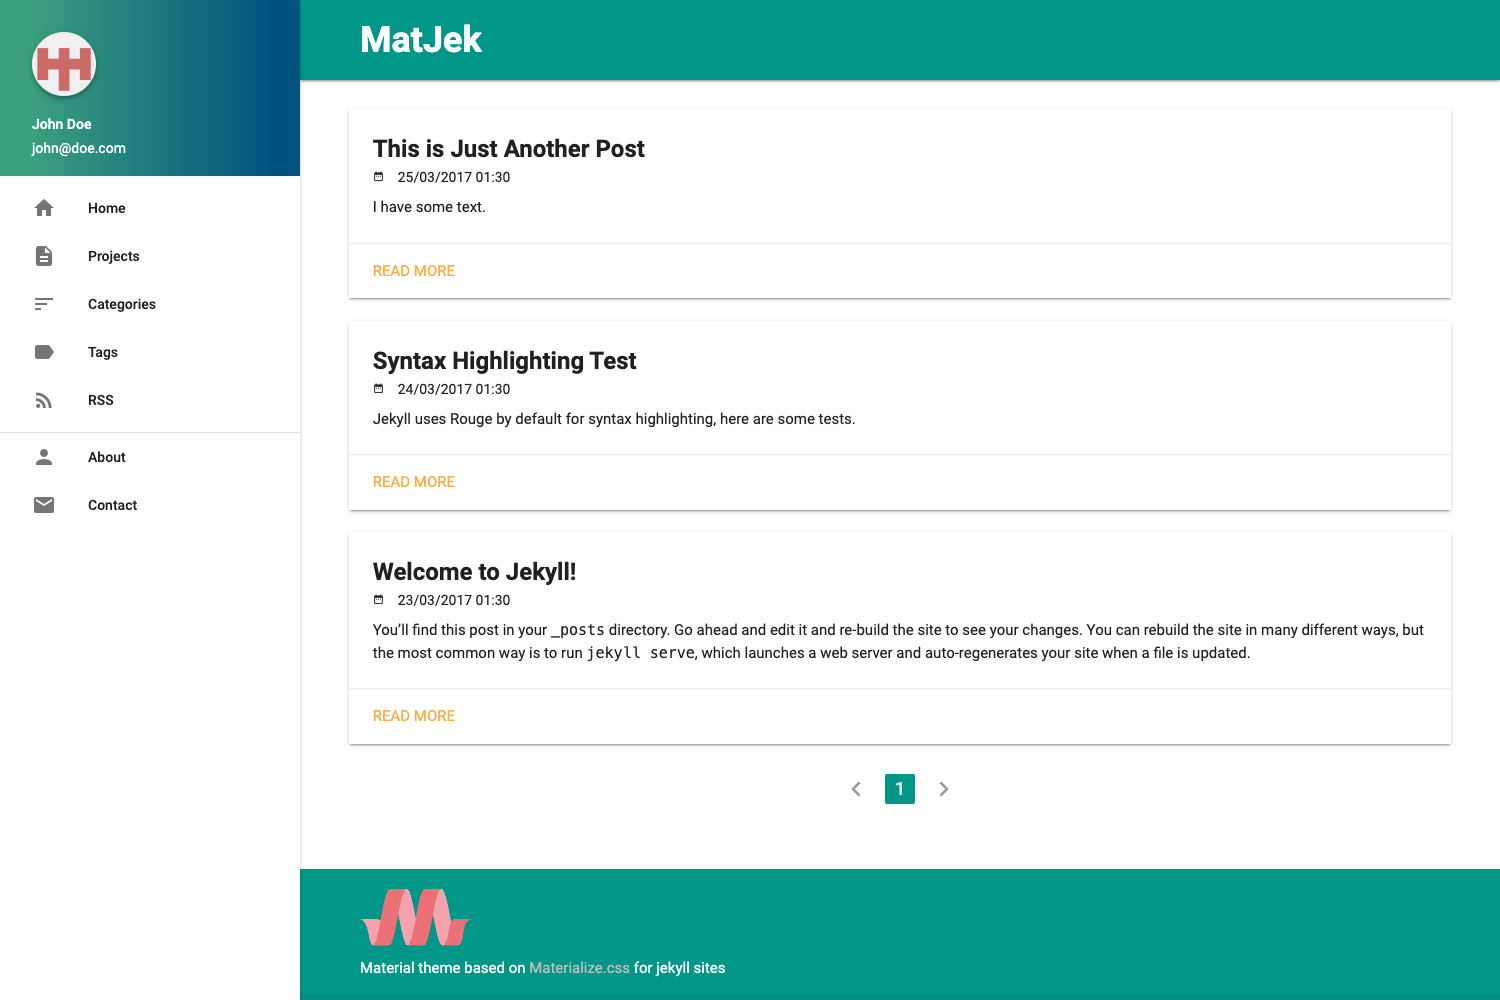 John Doe
john@doe.com
Home
Projects
Categories
Tags
RSS
About
Contact
MatJek
This is Just Another Post
25/03/2017 01:30
I have some text.
READ MORE
Syntax Highlighting Test
24/03/2017 01:30
Jekyll uses Rouge by default for syntax highlighting, here are some tests.
READ MORE
Welcome to Jekyll!
23/03/2017 01:30
You’ll find this post in your _posts directory. Go ahead and edit it and re-build the site to see your changes. You can rebuild the site in many different ways, but
the most common way is to run jekyll serve, which launches a web server and auto-regenerates your site when a file is updated.
READ MORE
1
Material theme based on Materialize.css for jekyll sites